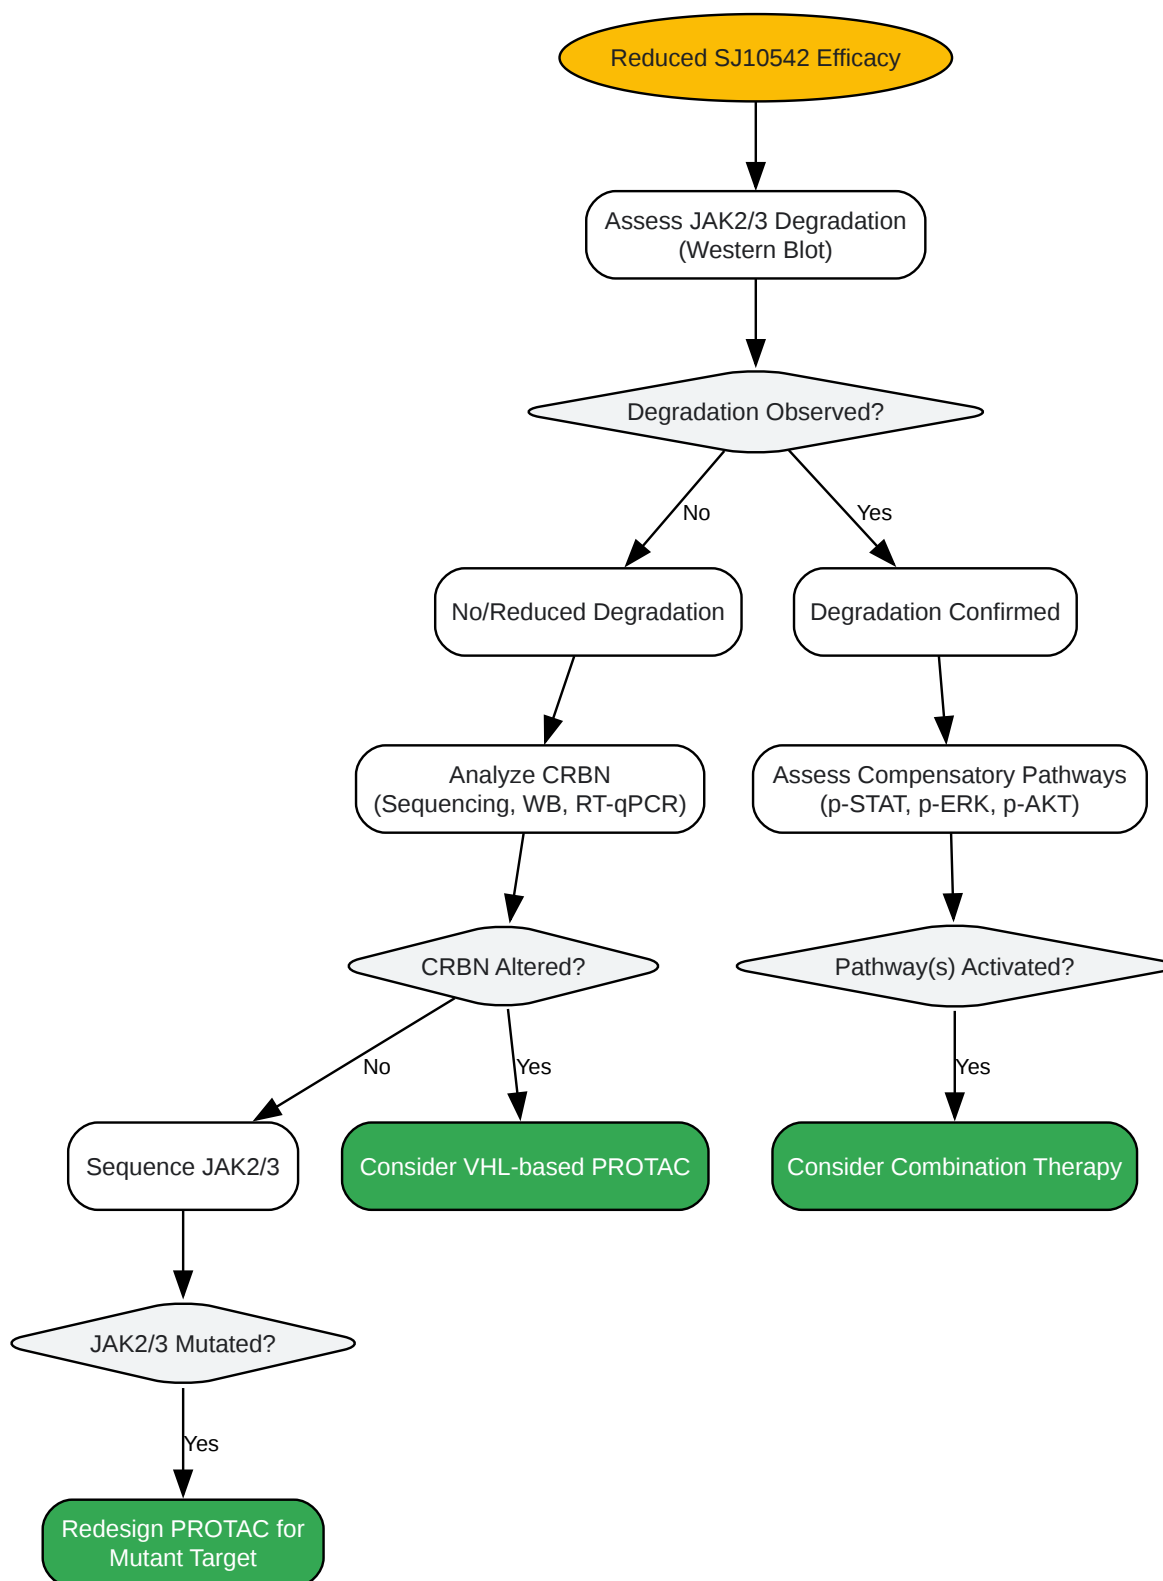 Reduced SJ10542 Efficacy
Assess JAK2/3 Degradation
(Western Blot)
Degradation Observed?
No
Yes
No/Reduced Degradation
Degradation Confirmed
Analyze CRBN
(Sequencing, WB, RT-qPCR)
Assess Compensatory Pathways
(p-STAT, p-ERK, p-AKT)
CRBN Altered?
Pathway(s) Activated?
No
Yes
Yes
Sequence JAK2/3
Consider VHL-based PROTAC
Consider Combination Therapy
JAK2/3 Mutated?
Yes
Redesign PROTAC for
Mutant Target